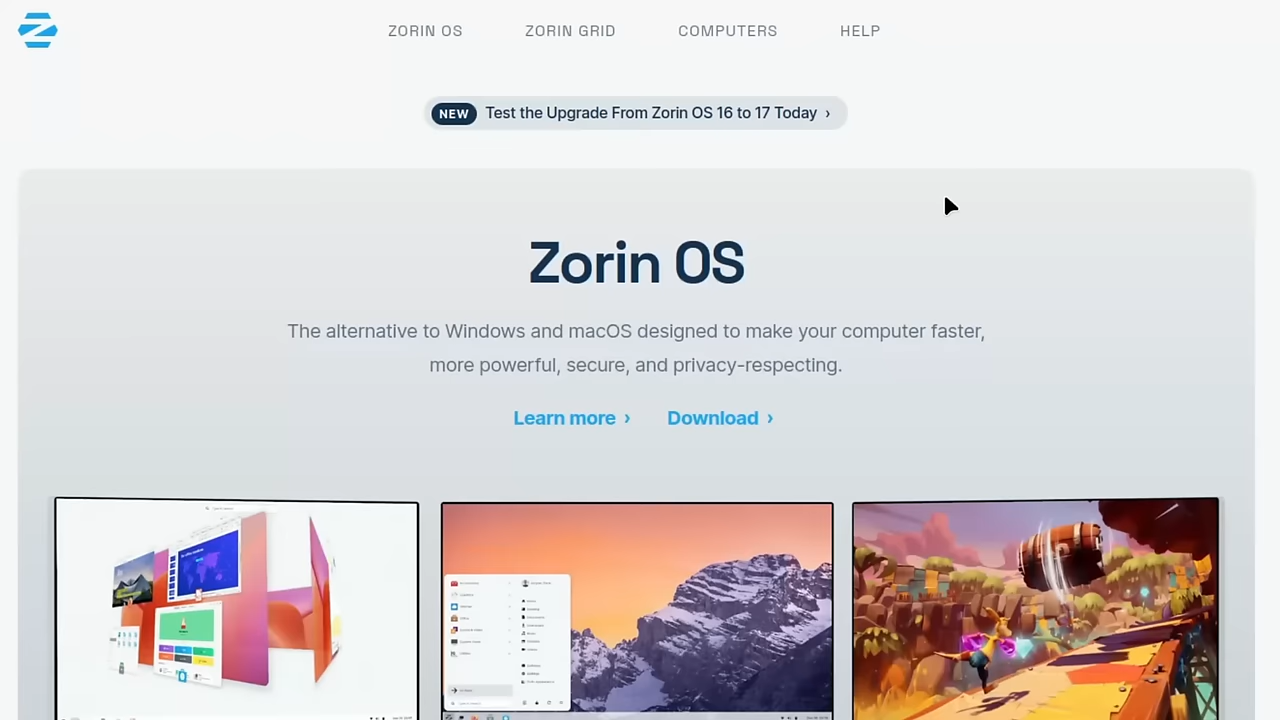 ZORIN OS
ZORIN GRID
COMPUTERS
HELP
NEW Test the Upgrade From Zorin OS 16 to 17 Today ›
Zorin OS
The alternative to Windows and macOS designed to make your computer faster,
more powerful, secure, and privacy-respecting.
Learn more ›
Download ›